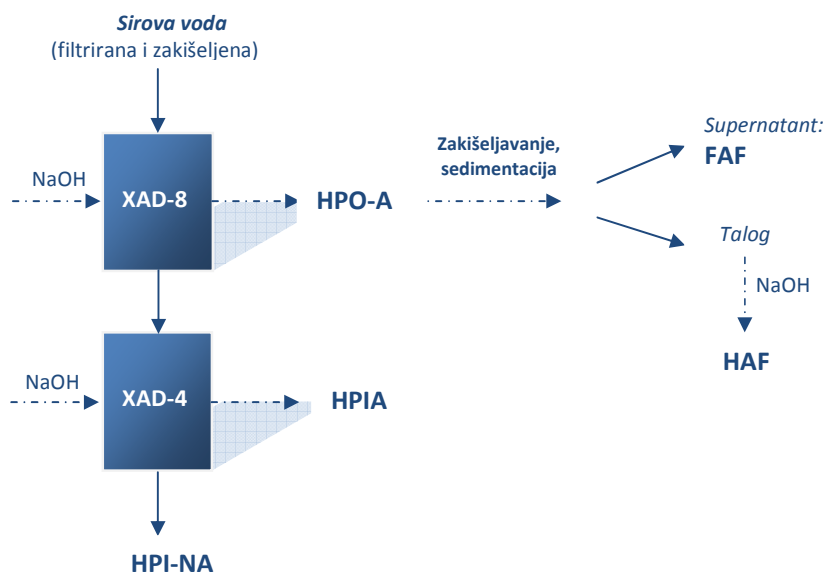 Sirova voda
(filtrirana i zakišeljena)
NaOH
XAD-8
HPO-A
Zakišeljavanje,
sedimentacija
Supernatant:
FAF
Talog
NaOH
HAF
NaOH
XAD-4
HPIA
HPI-NA